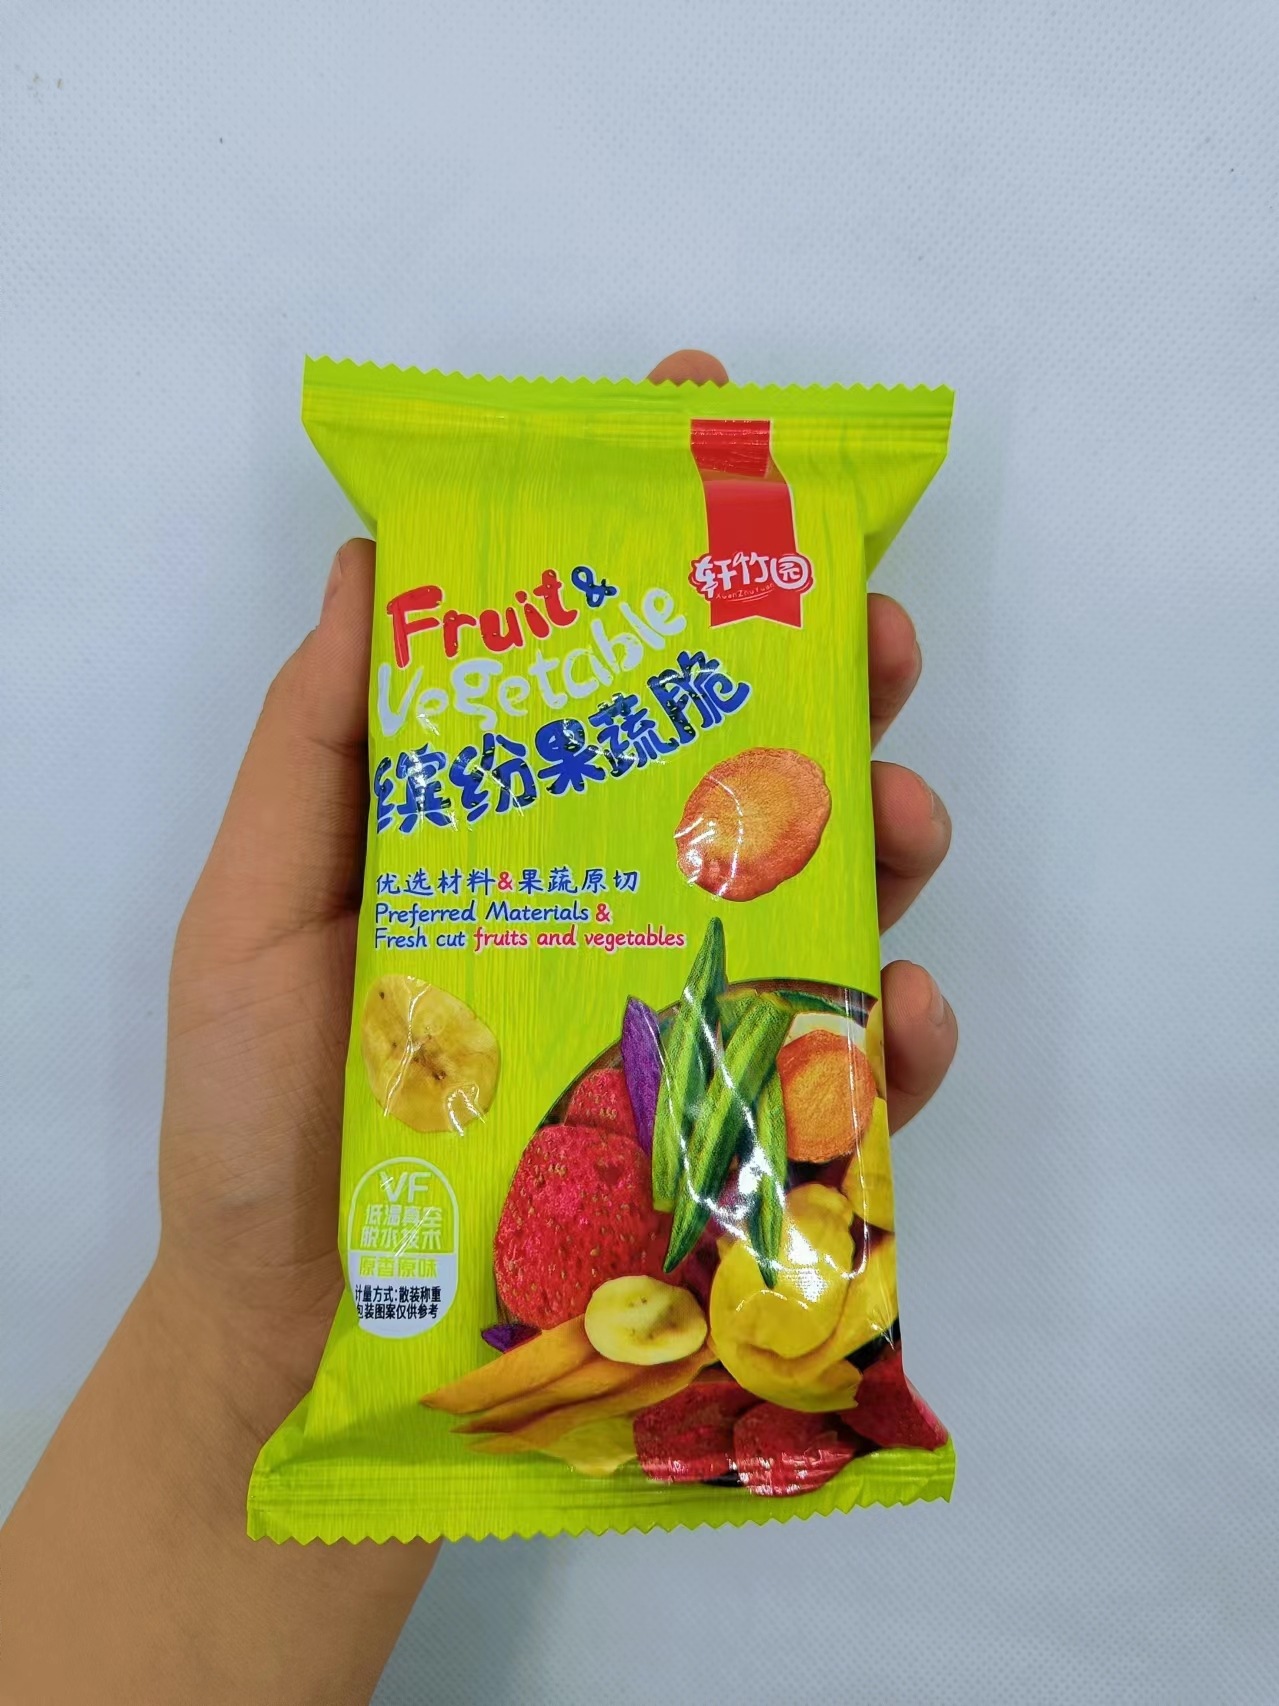 轩竹园
XuanZhuYuan
Fruit &
Vegetable
缤纷果蔬脆
优选材料&果蔬原切
Preferred Materials &
Fresh cut fruits and vegetables
VF
低温真空
脱水技术
原香原味
计量方式:散装称重
包装图案仅供参考